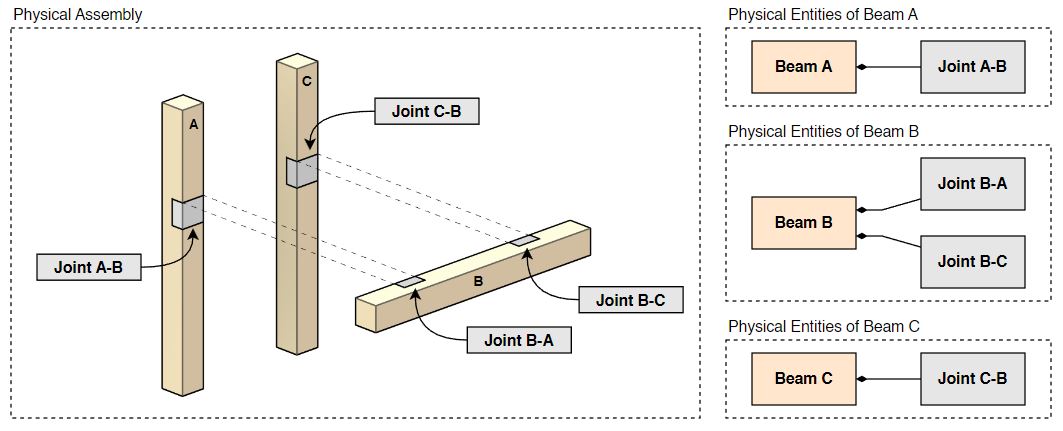 Physical Assembly
C
A
Joint C-B
Joint A-B
B
Joint B-C
Joint B-A
Physical Entities of Beam A
Beam A
Joint A-B
Physical Entities of Beam B
Joint B-A
Beam B
Joint B-C
Physical Entities of Beam C
Beam C
Joint C-B